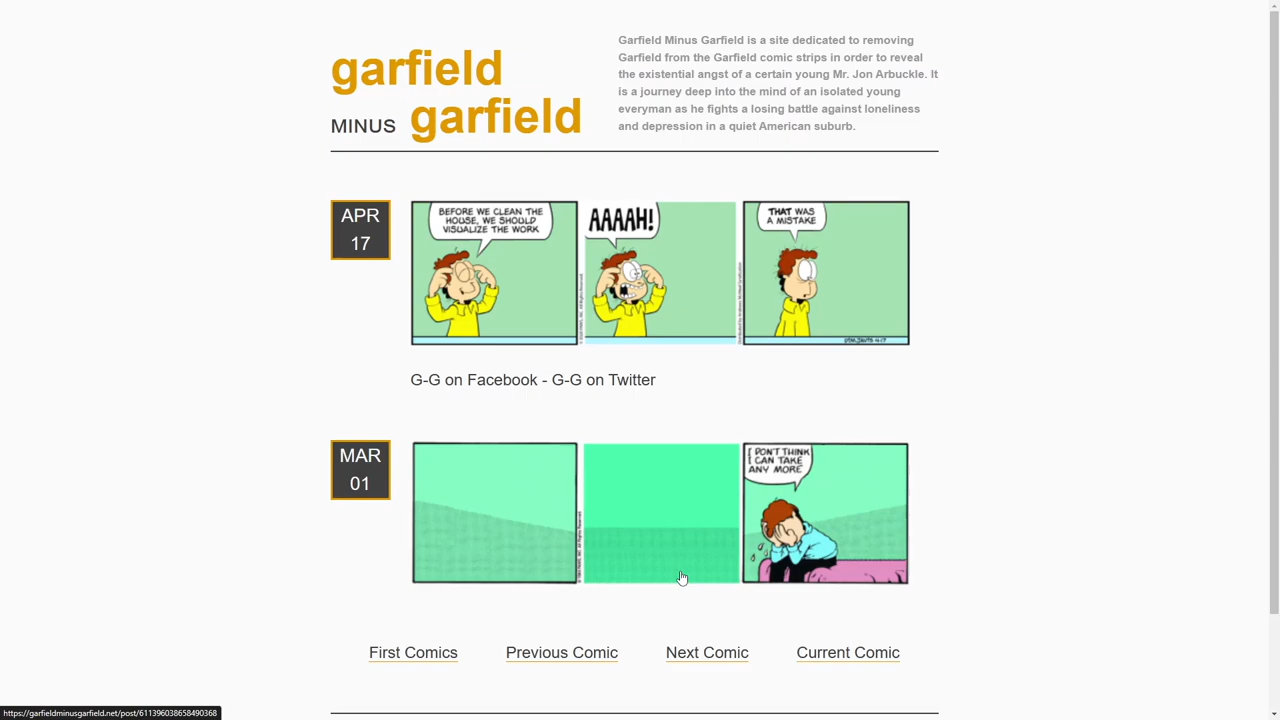 garfield
MINUS garfield
Garfield Minus Garfield is a site dedicated to removing
Garfield from the Garfield comic strips in order to reveal
the existential angst of a certain young Mr. Jon Arbuckle. It
is a journey deep into the mind of an isolated young
everyman as he fights a losing battle against loneliness
and depression in a quiet American suburb.
APR
17
BEFORE WE CLEAN THE
HOUSE, WE SHOULD
VISUALIZE THE WORK
AAAAH!
THAT WAS
A MISTAKE
JIM DAVIS 4-17
G-G on Facebook - G-G on Twitter
MAR
01
I DON'T THINK
I CAN TAKE
ANY MORE
First Comics
Previous Comic
Next Comic
Current Comic
https://garfieldminusgarfield.net/post/611396038658490368